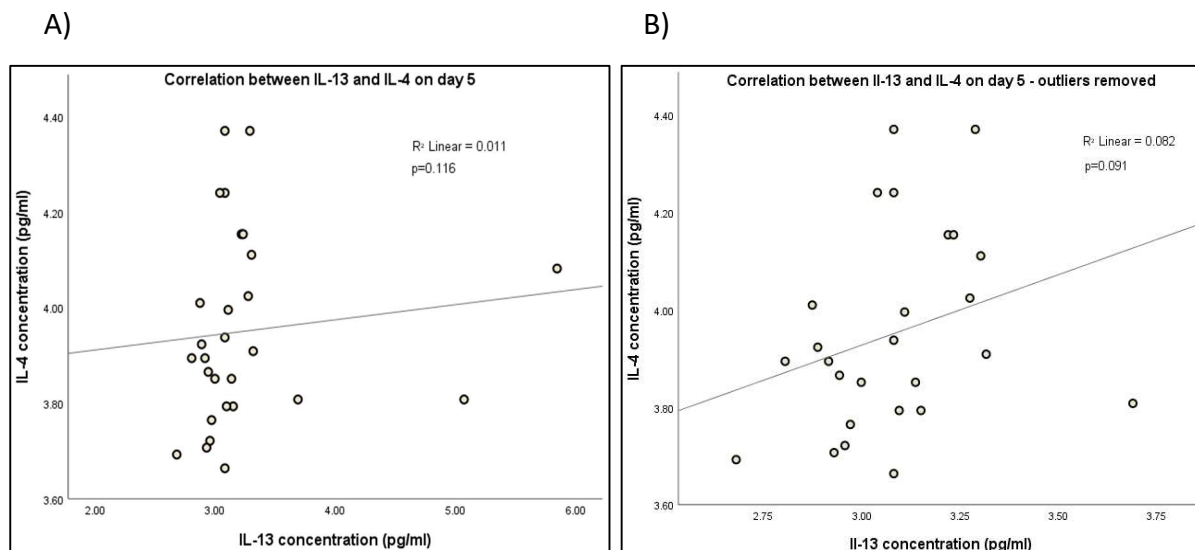 A)
B)
Correlation between IL-13 and IL-4 on day 5
R² Linear = 0.011
p=0.116
IL-4 concentration (pg/ml)
4.40
4.20
4.00
3.80
3.60
2.00 3.00 4.00 5.00 6.00
IL-13 concentration (pg/ml)
Correlation between Il-13 and IL-4 on day 5 - outliers removed
R² Linear = 0.082
p=0.091
IL-4 concentration (pg/ml)
4.40
4.20
4.00
3.80
3.60
2.75 3.00 3.25 3.50 3.75
Il-13 concentration (pg/ml)